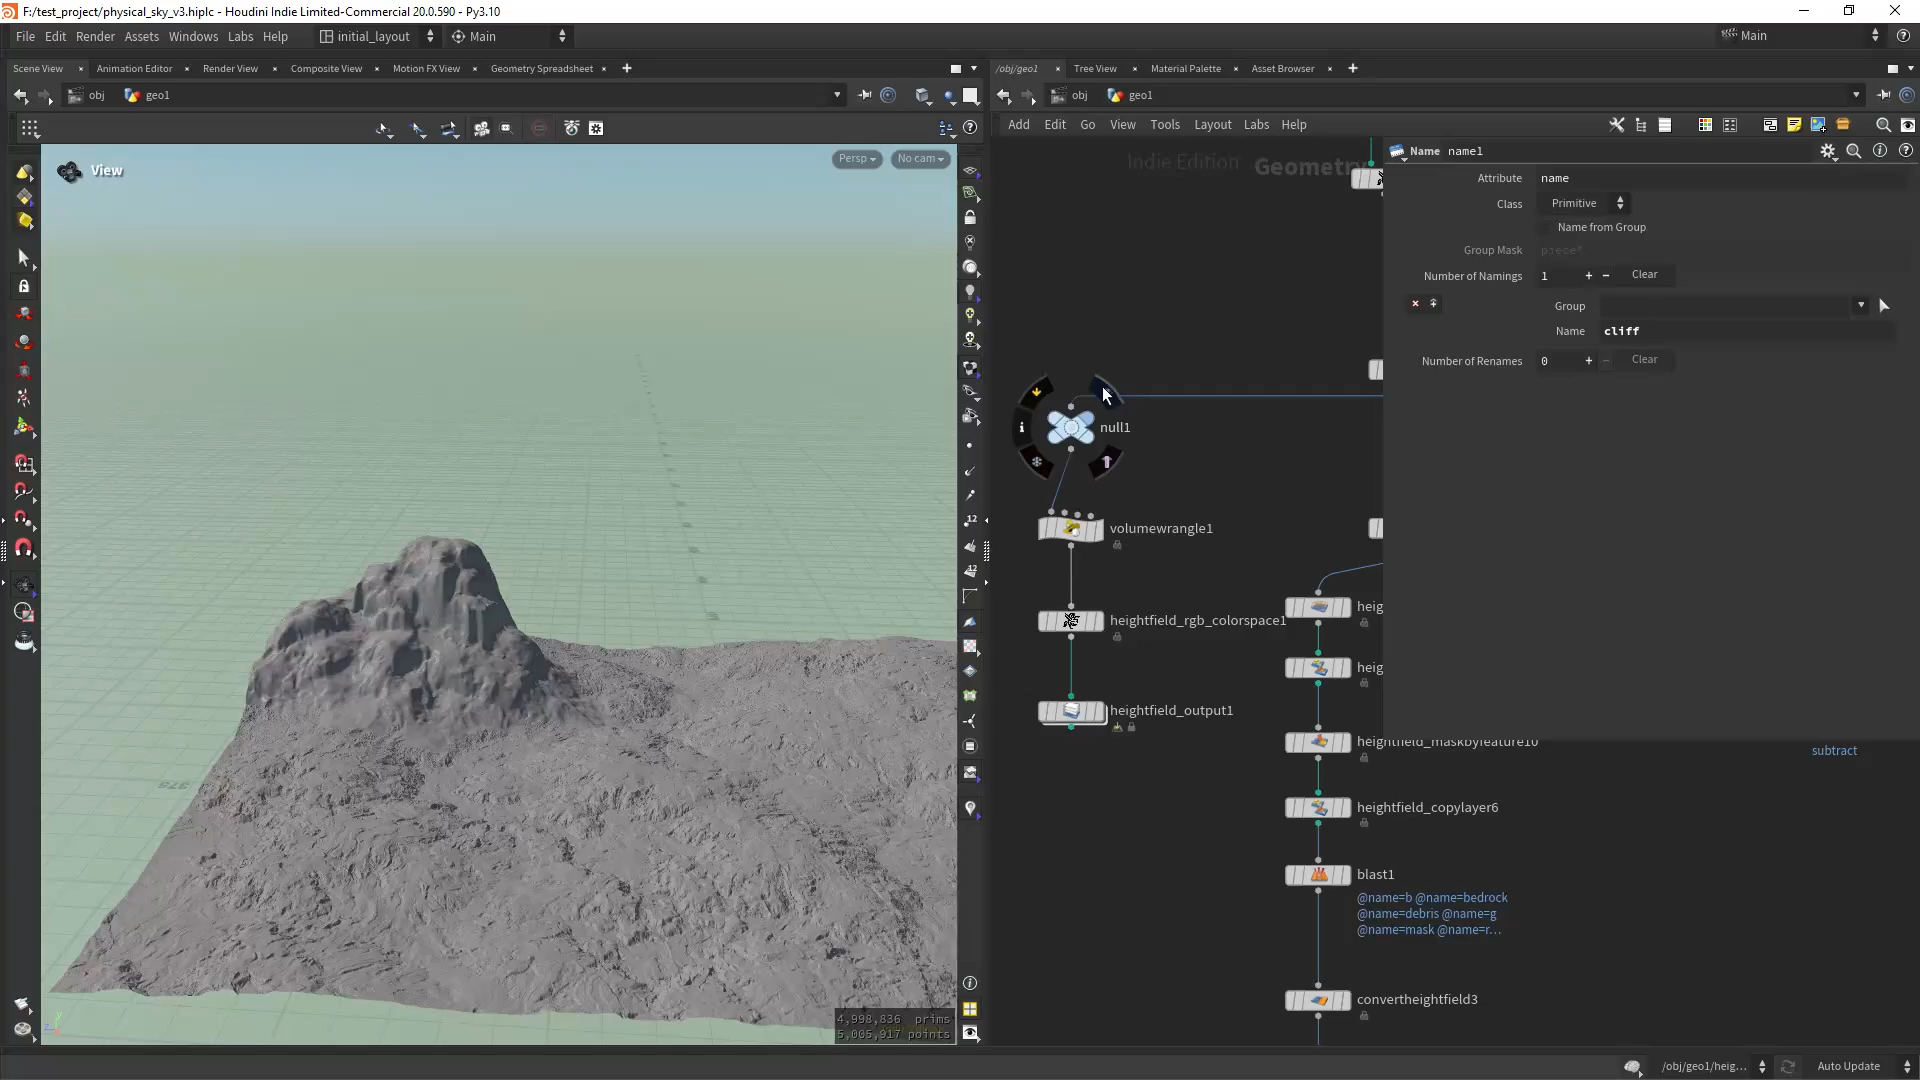 F:/test_project/physical_sky_v3.hiplc - Houdini Indie Limited-Commercial 20.0.590 - Py3.10
File Edit Render Assets Windows Labs Help initial_layout Main Main
Scene View Animation Editor Render View Composite View Motion FX View Geometry Spreadsheet
/obj/geo1 Tree View Material Palette Asset Browser
obj geo1
obj geo1
Add Edit Go View Tools Layout Labs Help
View
Persp
No cam
Indie Edition
Geometry
Name name1
Attribute name
Class Primitive
Name from Group
Group Mask piece*
Number of Namings 1 + − Clear
Group
Name cliff
Number of Renames 0 + − Clear
null1
volumewrangle1
heightfield_rgb_colorspace1
heightfield_output1
heig
heig
heightfield_maskbyfeature10
subtract
heightfield_copylayer6
blast1
@name=b @name=bedrock
@name=debris @name=g
@name=mask @name=r...
convertheightfield3
12
12
378
4,998,836 prims
5,005,917 points
/obj/geo1/heig...
Auto Update